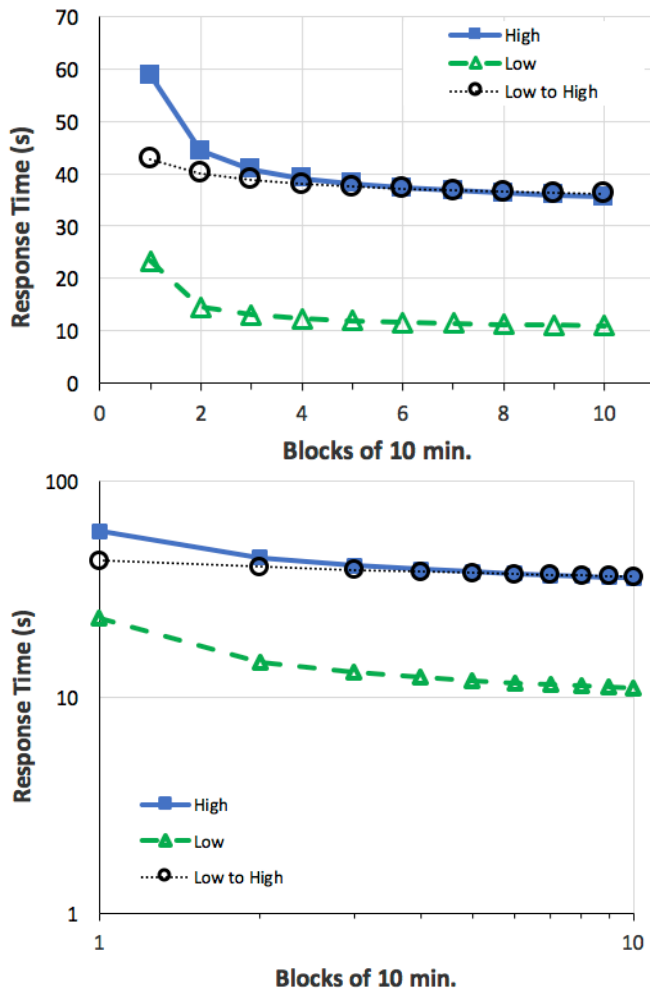 70
60
50
40
30
20
10
0
Response Time (s)
High
Low
Low to High
0 2 4 6 8 10
Blocks of 10 min.
100
10
1
Response Time (s)
High
Low
Low to High
1 10
Blocks of 10 min.